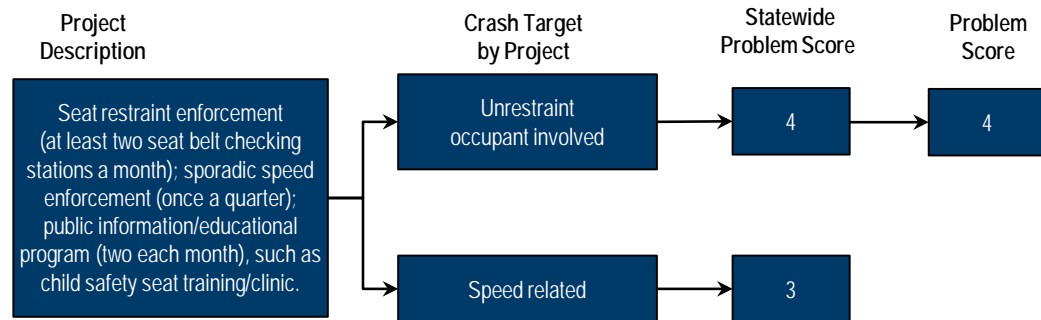 Project
Description
Crash Target
by Project
Statewide
Problem Score
Problem
Score
Seat restraint enforcement
(at least two seat belt checking
stations a month); sporadic speed
enforcement (once a quarter);
public information/educational
program (two each month), such as
child safety seat training/clinic.
Unrestraint
occupant involved
4
4
Speed related
3